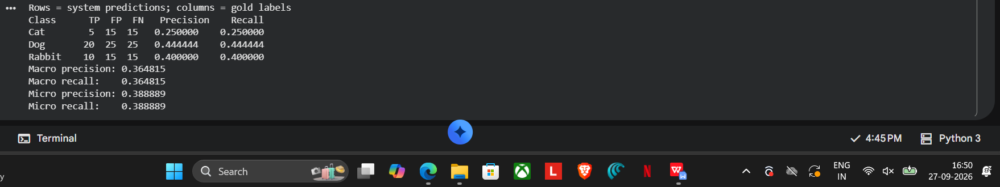 Rows = system predictions; columns = gold labels
Class TP FP FN Precision Recall
Cat 5 15 15 0.250000 0.250000
Dog 20 25 25 0.444444 0.444444
Rabbit 10 15 15 0.400000 0.400000
Macro precision: 0.364815
Macro recall: 0.364815
Micro precision: 0.388889
Micro recall: 0.388889
Terminal
4:45 PM
Python 3
y
Search
L
N
W
W
ENG
IN
16:50
27-09-2026